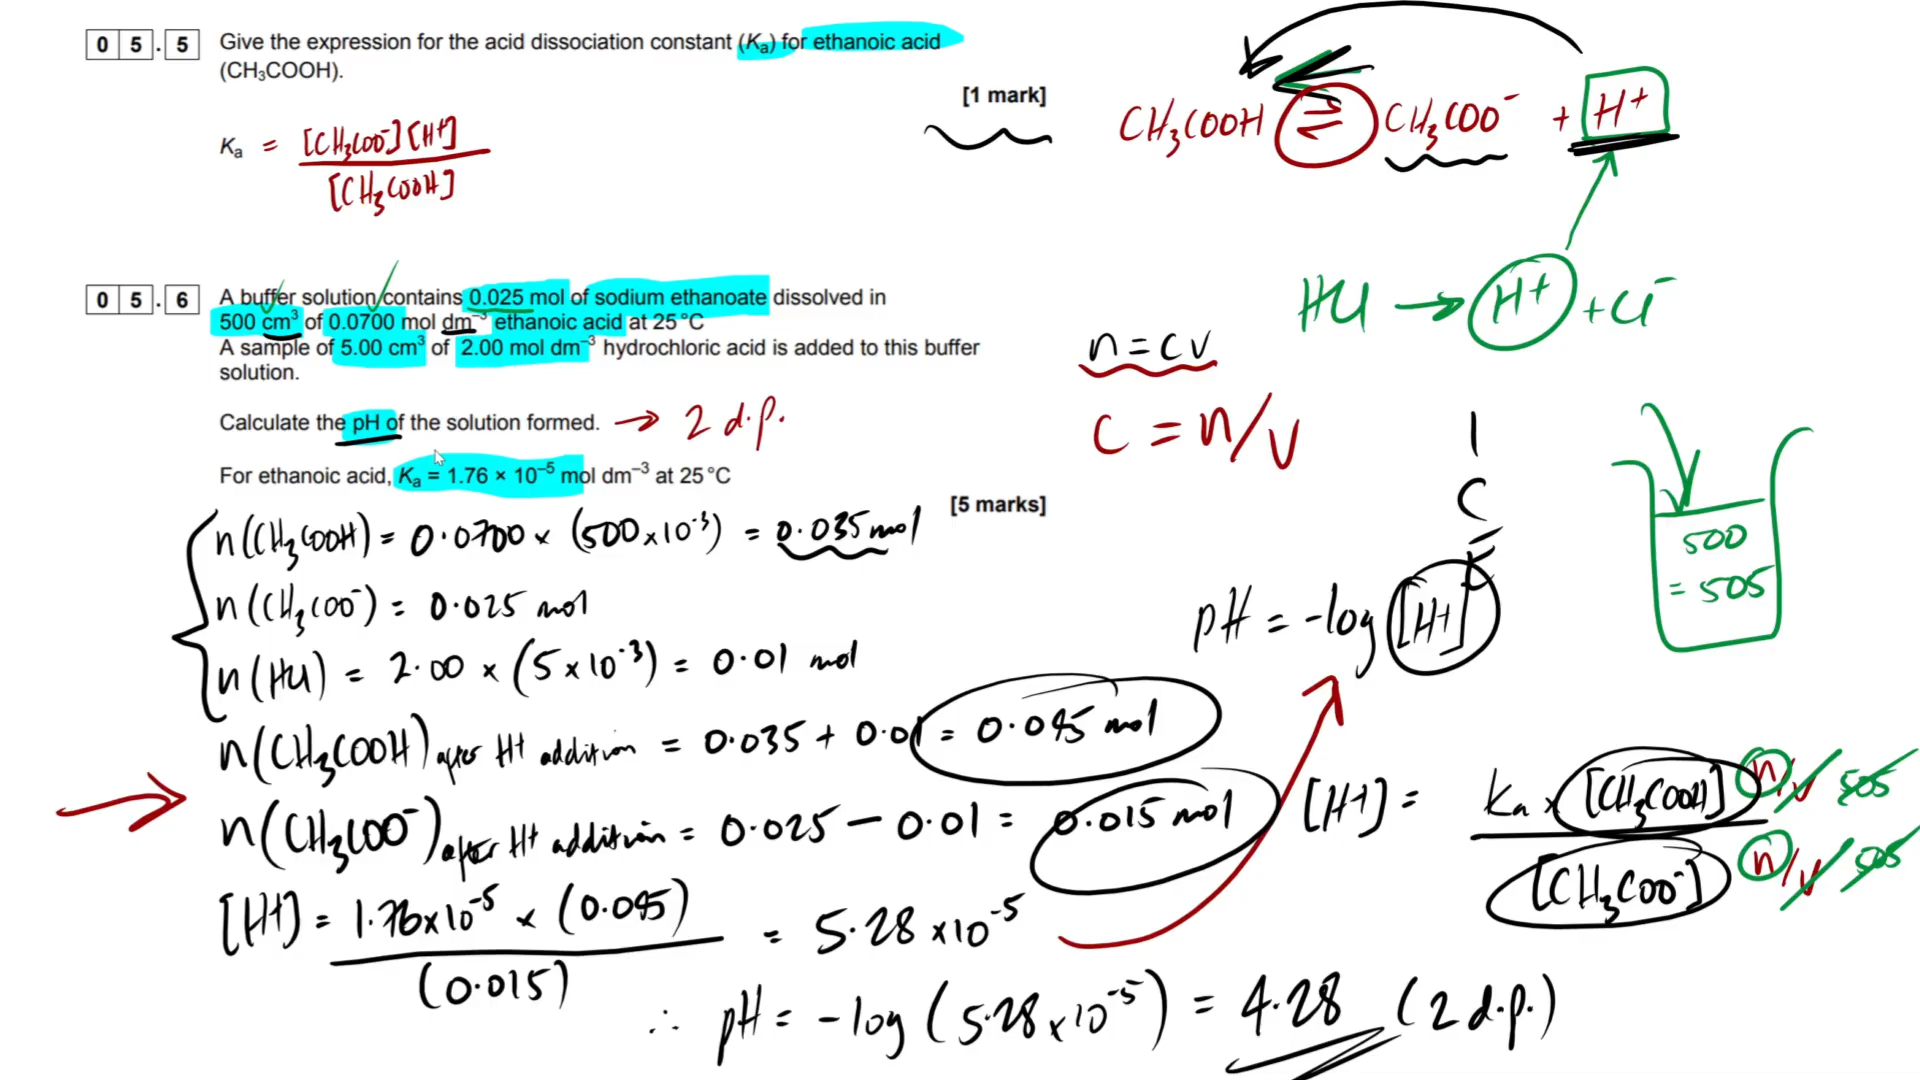 0 5 . 5 Give the expression for the acid dissociation constant (Ka) for ethanoic acid
(CH₃COOH).
[1 mark]
Ka = [CH₃COO⁻][H⁺]
[CH₃COOH]
CH₃COOH ⇌ CH₃COO⁻ + H⁺
HCl → H⁺ + Cl⁻
0 5 . 6 A buffer solution contains 0.025 mol of sodium ethanoate dissolved in
500 cm³ of 0.0700 mol dm⁻³ ethanoic acid at 25 °C
A sample of 5.00 cm³ of 2.00 mol dm⁻³ hydrochloric acid is added to this buffer
solution.
Calculate the pH of the solution formed. → 2 d.p.
For ethanoic acid, Ka = 1.76 × 10⁻⁵ mol dm⁻³ at 25 °C
[5 marks]
n = cv
c = n/v
500
= 505
n(CH₃COOH) = 0.0700 × (500 × 10⁻³) = 0.035 mol
n(CH₃COO⁻) = 0.025 mol
n(HCl) = 2.00 × (5 × 10⁻³) = 0.01 mol
n(CH₃COOH) after H⁺ addition = 0.035 + 0.01 = 0.045 mol
n(CH₃COO⁻) after H⁺ addition = 0.025 – 0.01 = 0.015 mol
pH = -log [H⁺]
[H⁺] = Ka × [CH₃COOH] n/v 505
[CH₃COO⁻] n/v 505
[H⁺] = 1.76 × 10⁻⁵ × (0.045) = 5.28 × 10⁻⁵
(0.015)
∴ pH = -log (5.28 × 10⁻⁵) = 4.28 (2 d.p.)